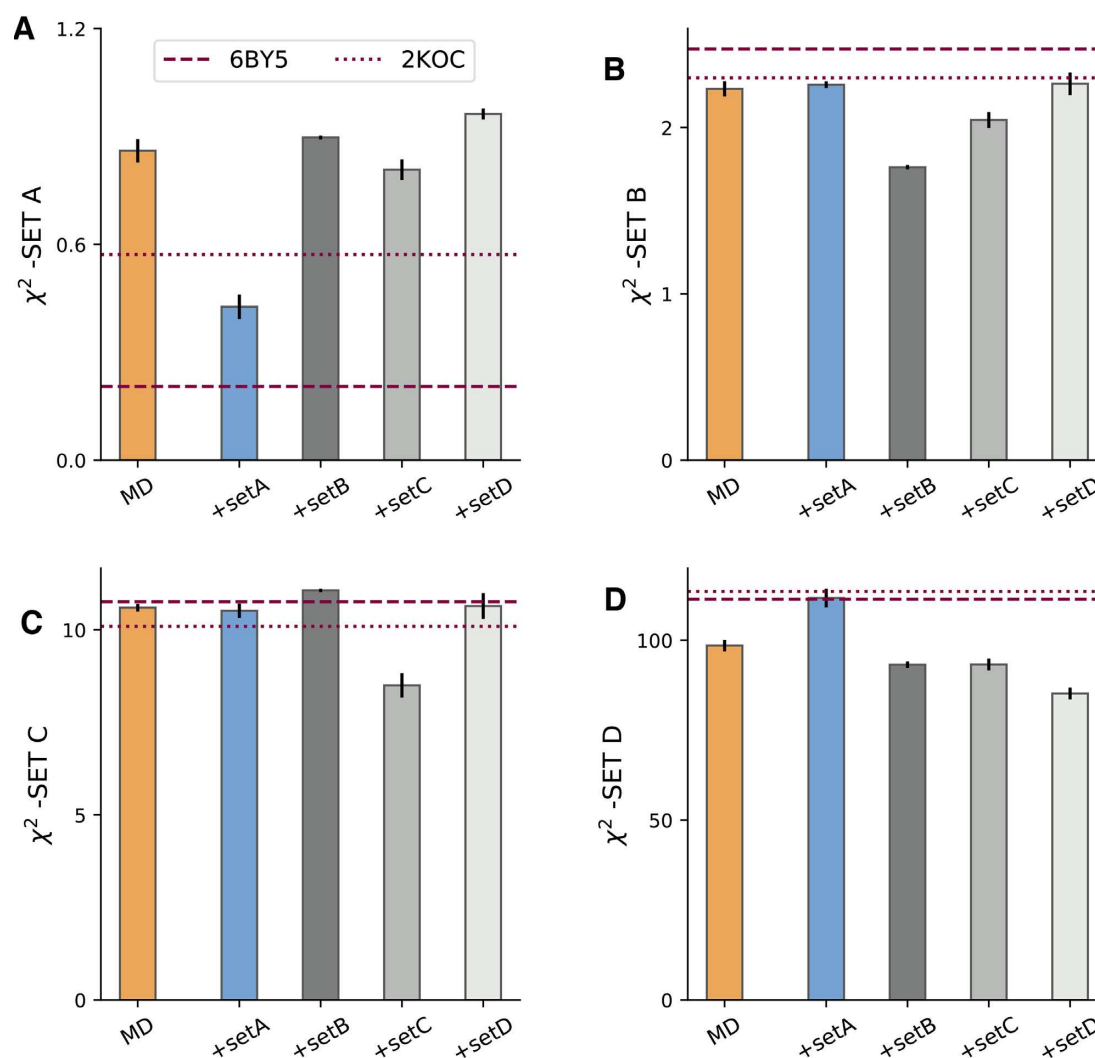 A
1.2
6BY5
2KOC
0.6
0.0
χ² -SET A
MD
+setA
+setB
+setC
+setD
B
2
1
0
χ² -SET B
MD
+setA
+setB
+setC
+setD
C
10
5
0
χ² -SET C
MD
+setA
+setB
+setC
+setD
D
100
50
0
χ² -SET D
MD
+setA
+setB
+setC
+setD